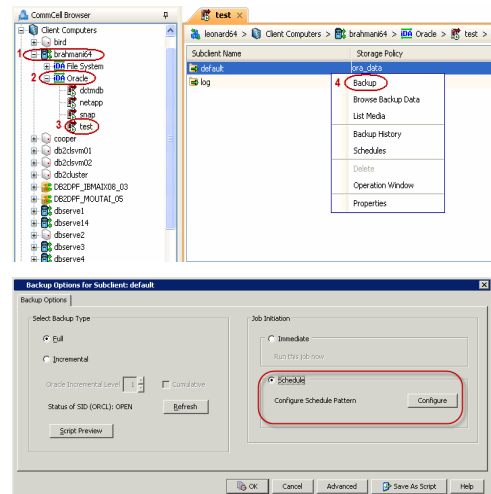 CommCell Browser
test ×
Client Computers
leonard64 > Client Computers > brahmani64 > iDA Oracle > test >
bird
1 brahmani64
iDA File System
2 iDA Oracle
dctmdb
netapp
snap
3 test
cooper
db2clsvm01
db2clsvm02
db2cluster
DB2DPF_IBMAIX08_03
DB2DPF_MOUTAI_05
dbserve1
dbserve14
dbserve2
dbserve3
dbserve4
Subclient Name Storage Policy
default ora_data
log
4 Backup
Browse Backup Data
List Media
Backup History
Schedules
Delete
Operation Window
Properties
Backup Options for Subclient: default
Backup Options
Select Backup Type
Full
Incremental
Oracle Incremental Level 1 Cumulative
Status of SID (ORCL): OPEN Refresh
Script Preview
Job Initiation
Immediate
Run this job now
Schedule
Configure Schedule Pattern Configure
OK Cancel Advanced Save As Script Help